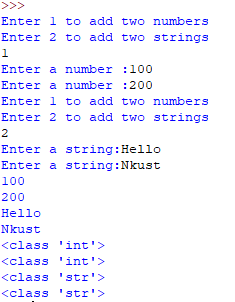 >>>
Enter 1 to add two numbers
Enter 2 to add two strings
1
Enter a number :100
Enter a number :200
Enter 1 to add two numbers
Enter 2 to add two strings
2
Enter a string:Hello
Enter a string:Nkust
100
200
Hello
Nkust
<class 'int'>
<class 'int'>
<class 'str'>
<class 'str'>